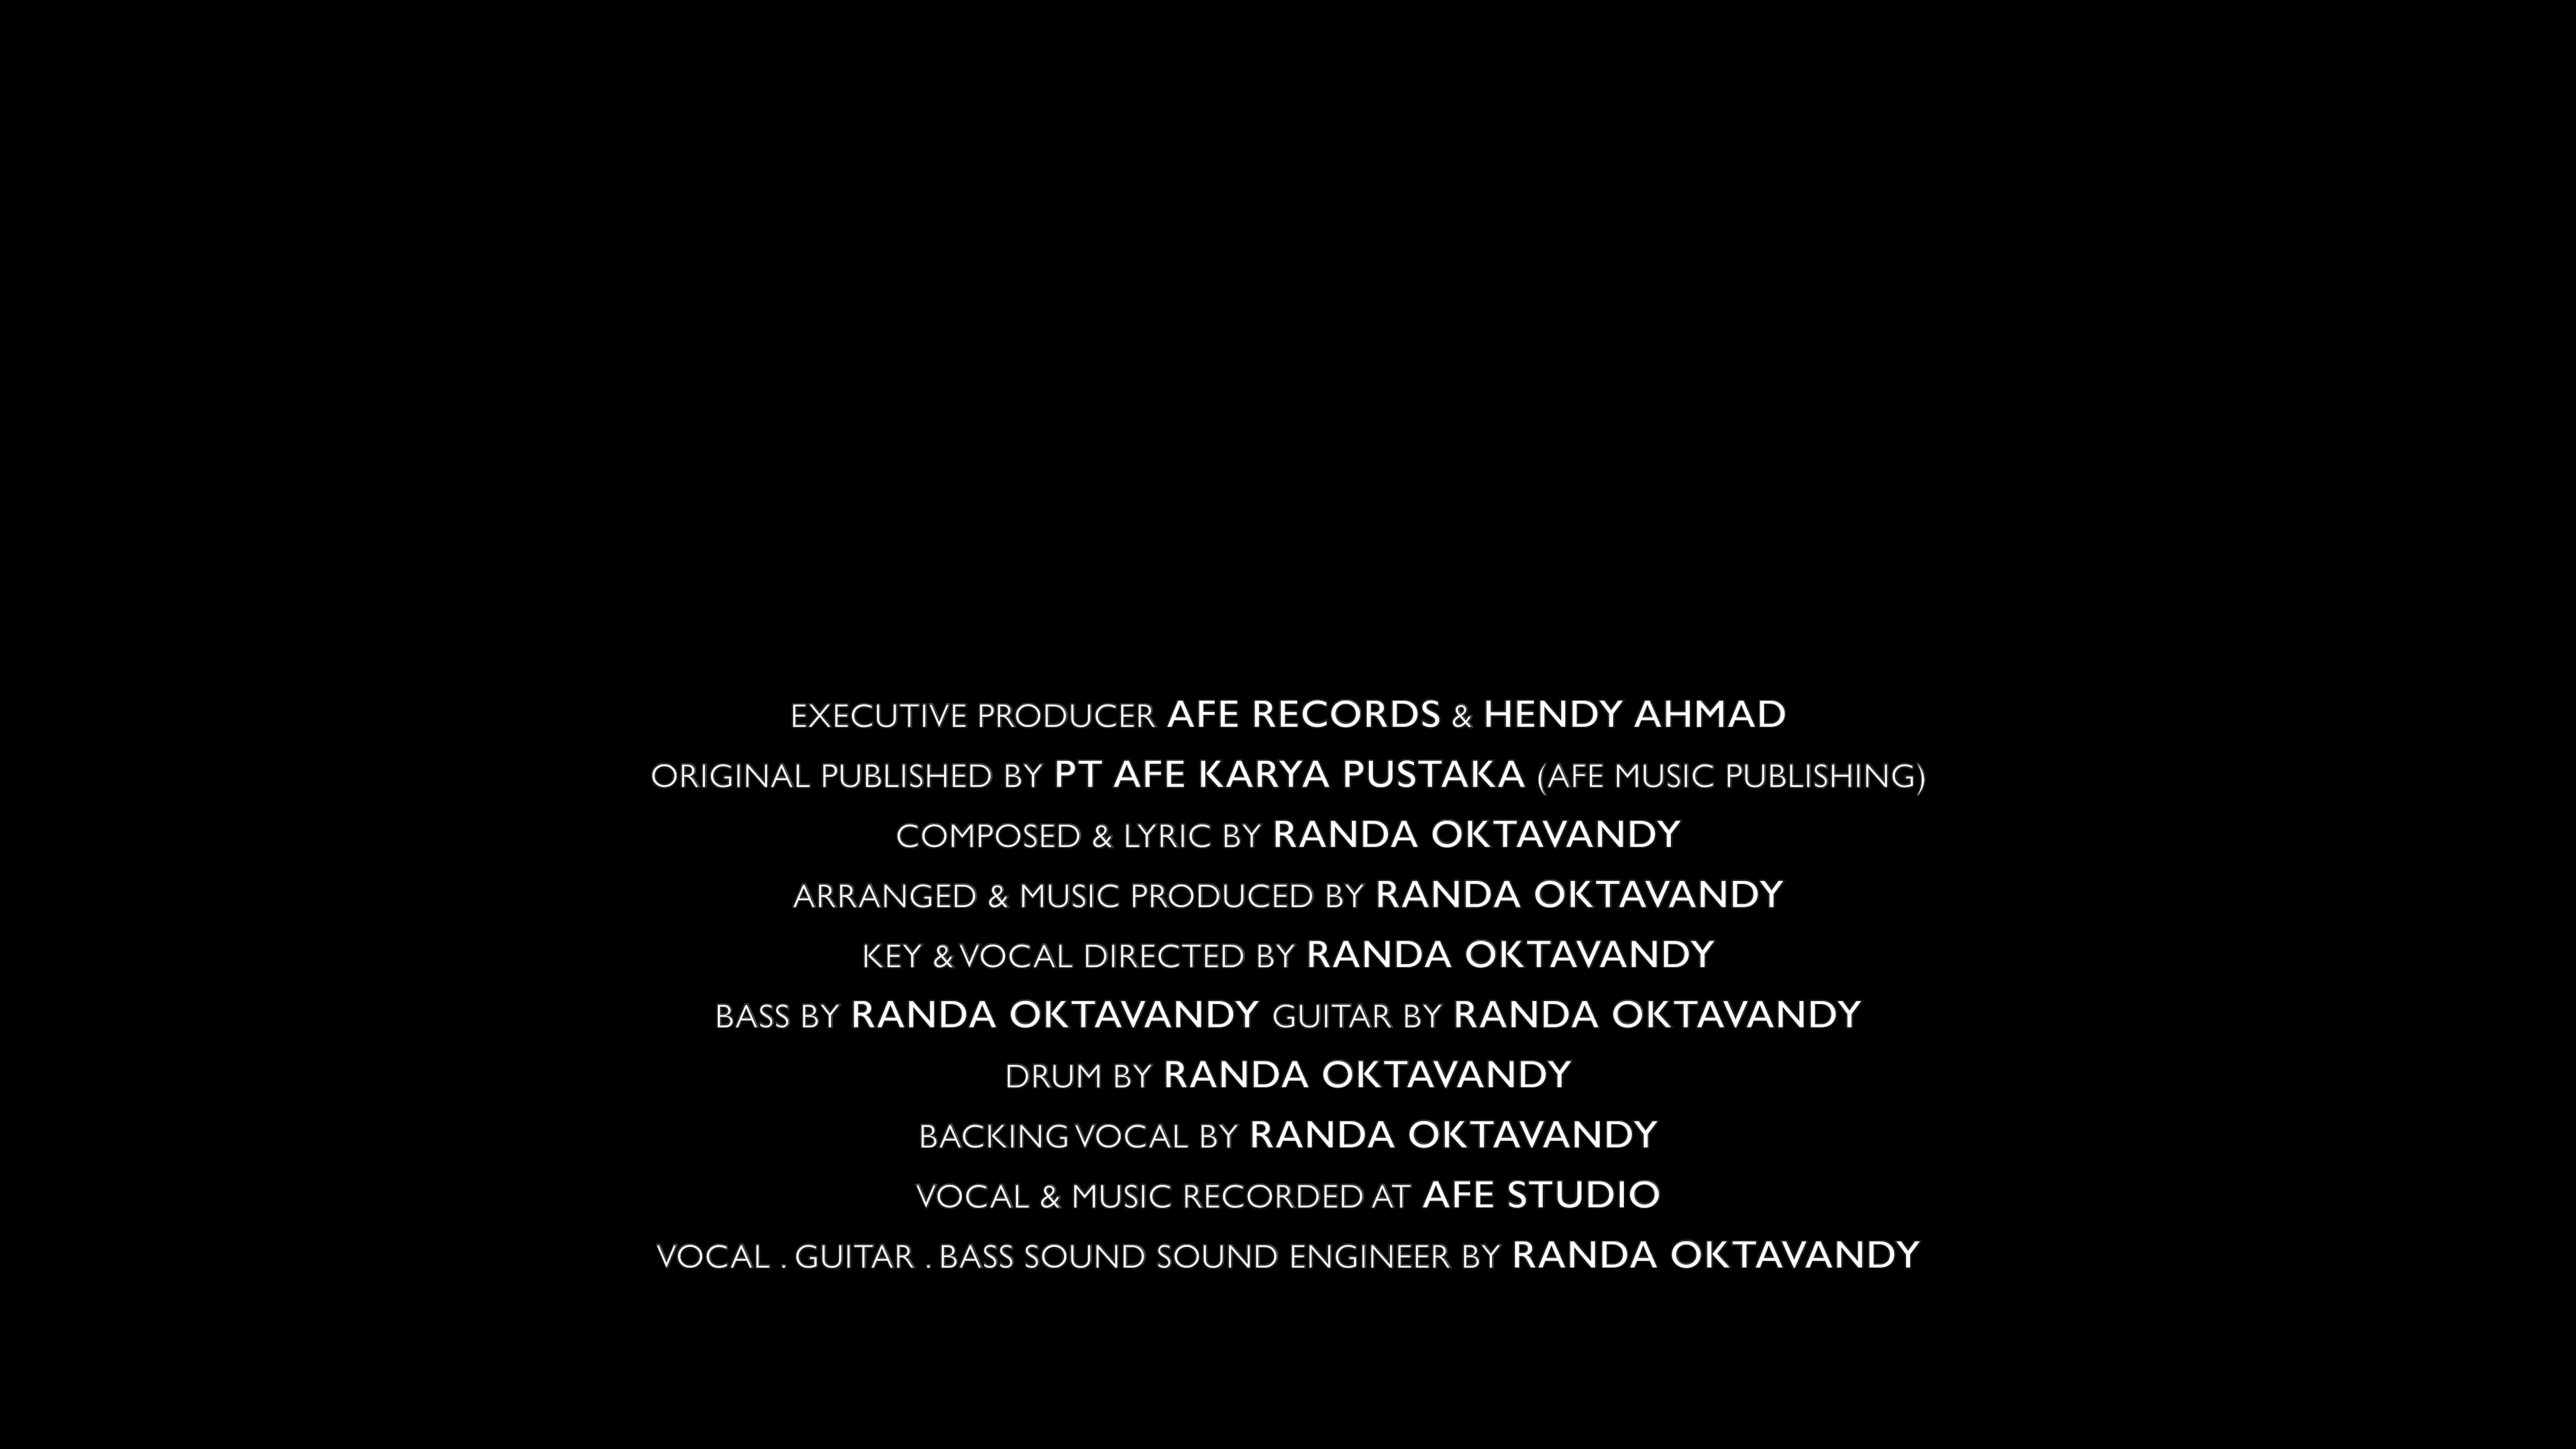 EXECUTIVE PRODUCER AFE RECORDS & HENDY AHMAD
ORIGINAL PUBLISHED BY PT AFE KARYA PUSTAKA (AFE MUSIC PUBLISHING)
COMPOSED & LYRIC BY RANDA OKTAVANDY
ARRANGED & MUSIC PRODUCED BY RANDA OKTAVANDY
KEY & VOCAL DIRECTED BY RANDA OKTAVANDY
BASS BY RANDA OKTAVANDY GUITAR BY RANDA OKTAVANDY
DRUM BY RANDA OKTAVANDY
BACKING VOCAL BY RANDA OKTAVANDY
VOCAL & MUSIC RECORDED AT AFE STUDIO
VOCAL . GUITAR . BASS SOUND SOUND ENGINEER BY RANDA OKTAVANDY